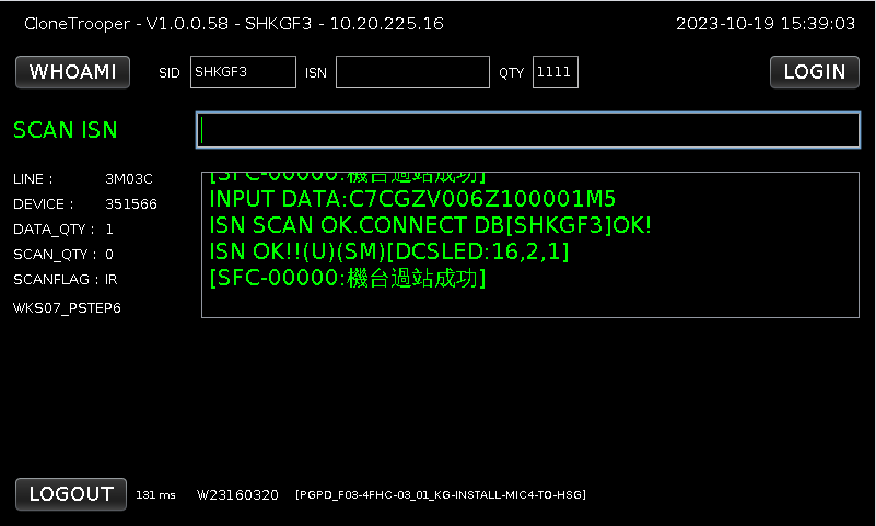 CloneTrooper - V1.0.0.58 - SHKGF3 - 10.20.225.16 2023-10-19 15:39:03
WHOAMI SID SHKGF3 ISN QTY 1111 LOGIN
SCAN ISN
LINE : 3M03C
DEVICE : 351566
DATA_QTY : 1
SCAN_QTY : 0
SCANFLAG : IR
WKS07_PSTEP6
[SFC-00000:機台過站成功]
INPUT DATA:C7CGZV006Z100001M5
ISN SCAN OK.CONNECT DB[SHKGF3]OK!
ISN OK!!(U)(SM)[DCSLED:16,2,1]
[SFC-00000:機台過站成功]
LOGOUT 131 ms W23160320 [PGPD_F03-4FHC-03_01_KG-INSTALL-MIC4-TO-HSG]